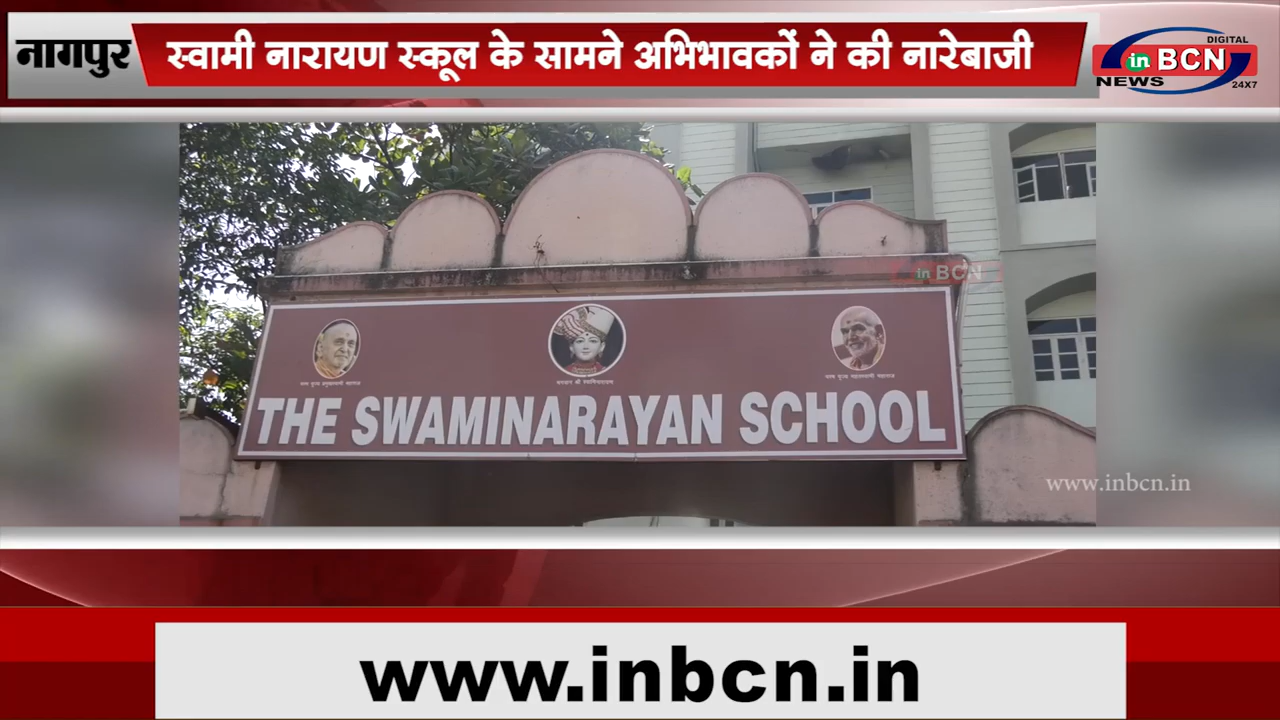 नागपुर
स्वामी नारायण स्कूल के सामने अभिभावकों ने की नारेबाजी
DIGITAL
in BCN
NEWS
24X7
in BCN
THE SWAMINARAYAN SCHOOL
www.inbcn.in
www.inbcn.in